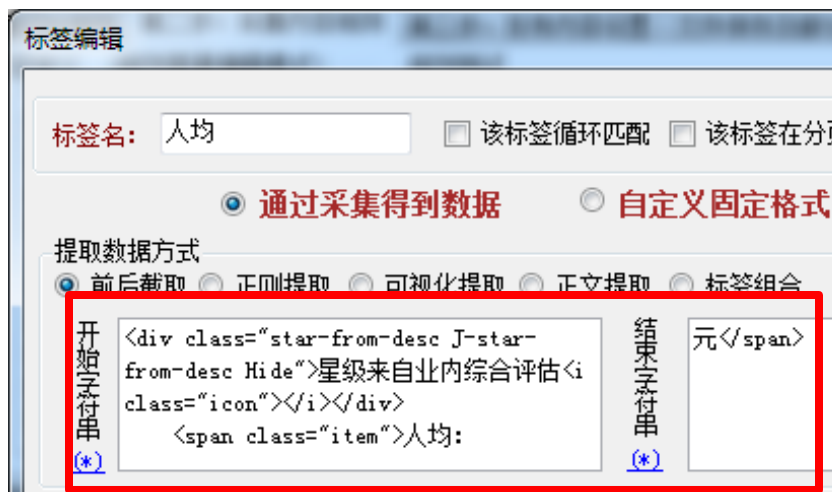 标签编辑
标签名: 人均 该标签循环匹配 该标签在分
通过采集得到数据 自定义固定格式
提取数据方式
前后截取 正则提取 可视化提取 正文提取 标签组合
开始字符串
(*)
<div class="star-from-desc J-star-
from-desc Hide">星级来自业内综合评估<i
class="icon"></i></div>
<span class="item">人均:
结束字符串
(*)
元</span>